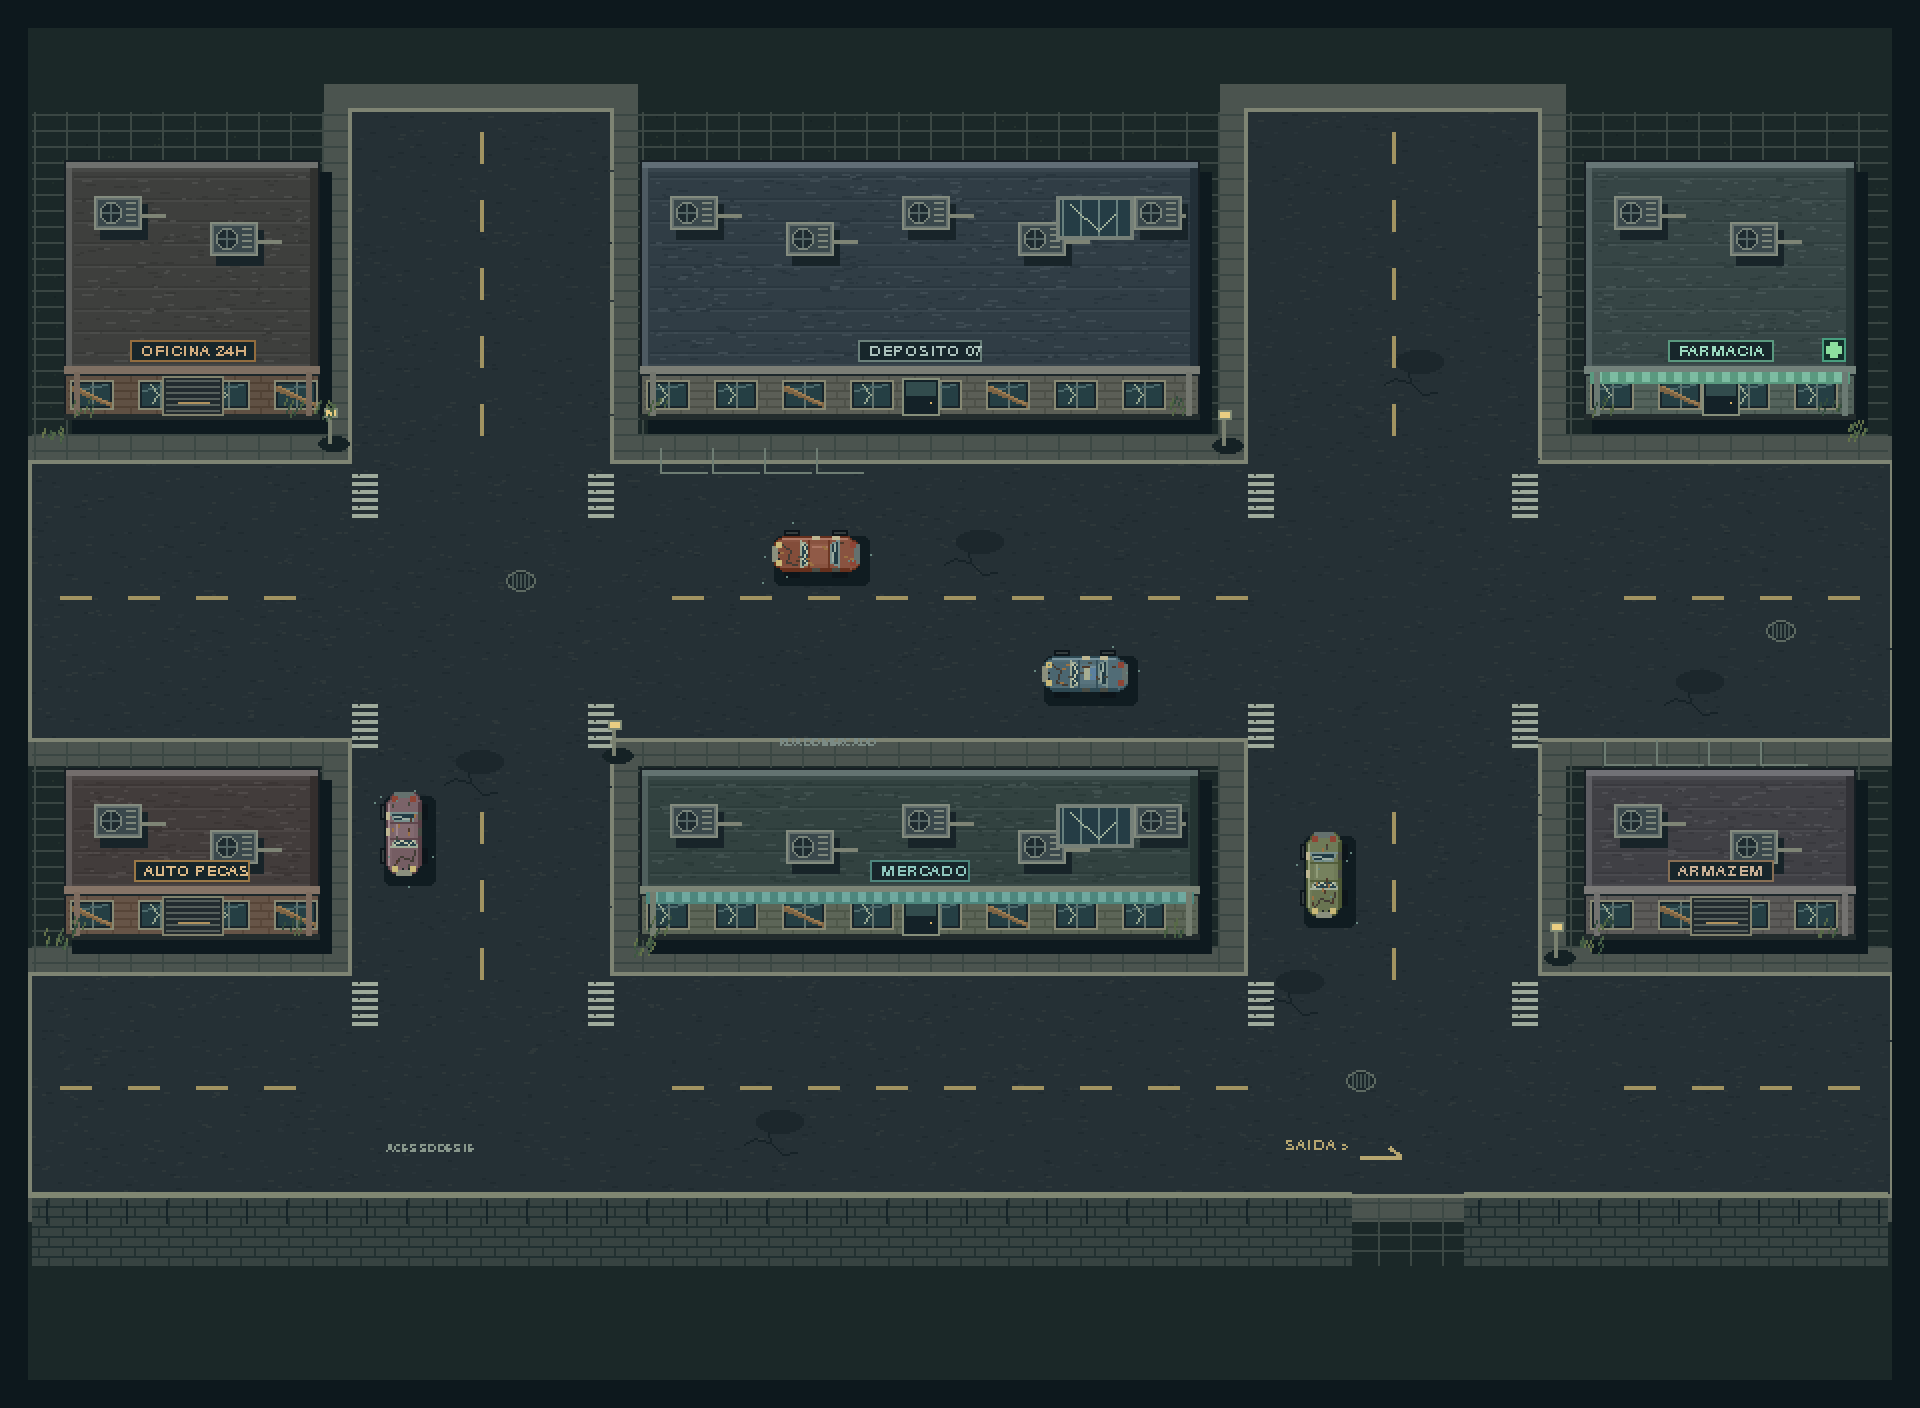 OFICINA 24H
DEPOSITO 07
FARMACIA
AUTO PECAS
MERCADO
ARMAZEM
SAIDA